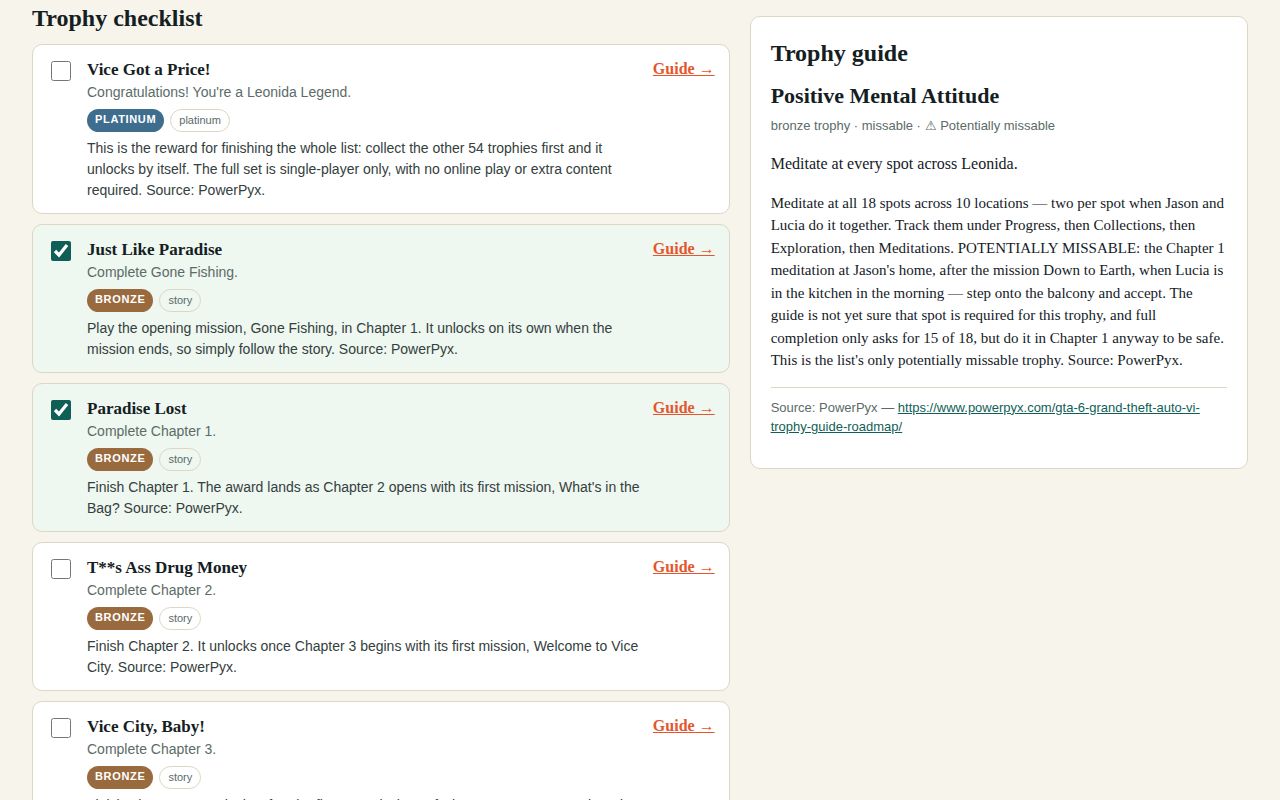 Trophy checklist
Vice Got a Price!
Guide →
Congratulations! You're a Leonida Legend.
PLATINUM platinum
This is the reward for finishing the whole list: collect the other 54 trophies first and it
unlocks by itself. The full set is single-player only, with no online play or extra content
required. Source: PowerPyx.
Just Like Paradise
Guide →
Complete Gone Fishing.
BRONZE story
Play the opening mission, Gone Fishing, in Chapter 1. It unlocks on its own when the
mission ends, so simply follow the story. Source: PowerPyx.
Paradise Lost
Guide →
Complete Chapter 1.
BRONZE story
Finish Chapter 1. The award lands as Chapter 2 opens with its first mission, What's in the
Bag? Source: PowerPyx.
T**s Ass Drug Money
Guide →
Complete Chapter 2.
BRONZE story
Finish Chapter 2. It unlocks once Chapter 3 begins with its first mission, Welcome to Vice
City. Source: PowerPyx.
Vice City, Baby!
Guide →
Complete Chapter 3.
BRONZE story
Trophy guide
Positive Mental Attitude
bronze trophy · missable · ⚠ Potentially missable
Meditate at every spot across Leonida.
Meditate at all 18 spots across 10 locations — two per spot when Jason and
Lucia do it together. Track them under Progress, then Collections, then
Exploration, then Meditations. POTENTIALLY MISSABLE: the Chapter 1
meditation at Jason's home, after the mission Down to Earth, when Lucia is
in the kitchen in the morning — step onto the balcony and accept. The
guide is not yet sure that spot is required for this trophy, and full
completion only asks for 15 of 18, but do it in Chapter 1 anyway to be safe.
This is the list's only potentially missable trophy. Source: PowerPyx.
Source: PowerPyx — https://www.powerpyx.com/gta-6-grand-theft-auto-vi-
trophy-guide-roadmap/